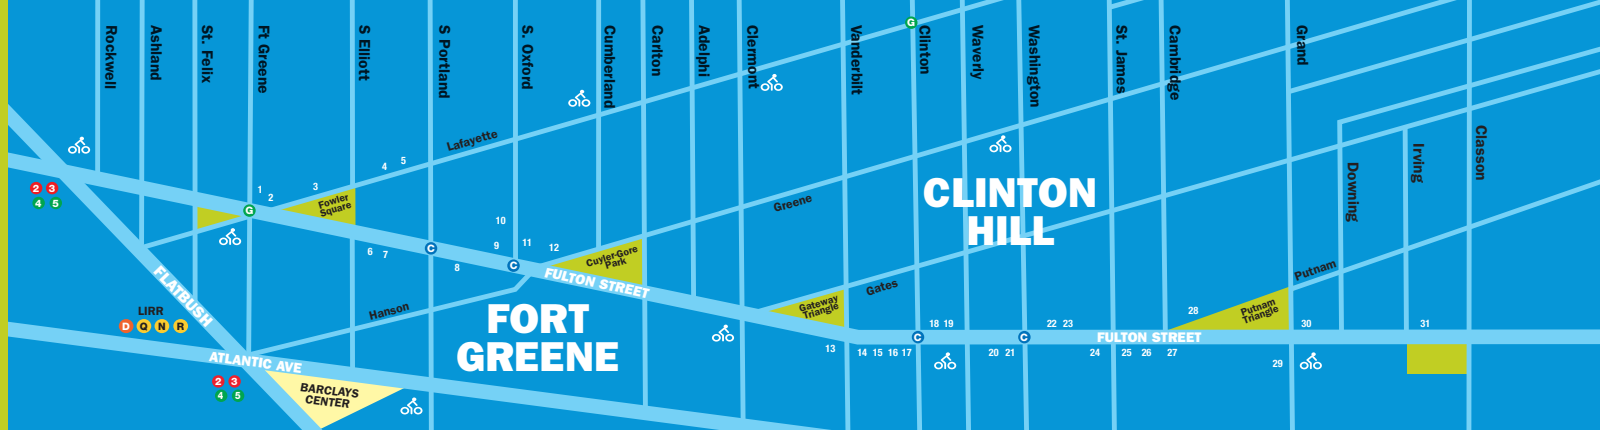 Rockwell
Ashland
St. Felix
Ft Greene
S Elliott
S Portland
S. Oxford
Cumberland
Carlton
Adelphi
Clermont
Vanderbilt
G
Clinton
Waverly
Washington
St. James
Cambridge
Grand
Downing
Irving
Classon
Lafayette
2 3
4 5
1
2
3
4
5
G
Fowler
Square
6 7
C
8
9
10
11
12
C
Cuyler-Gore
Park
FULTON STREET
Greene
CLINTON
HILL
Gates
Gateway
Triangle
Putnam
Putnam
Triangle
FLATBUSH
LIRR
D Q N R
Hanson
FORT
GREENE
ATLANTIC AVE
2 3
4 5
BARCLAYS
CENTER
13
14 15 16 17
C
18 19
20 21
C
22 23
FULTON STREET
24
25
26
27
28
29
30
31